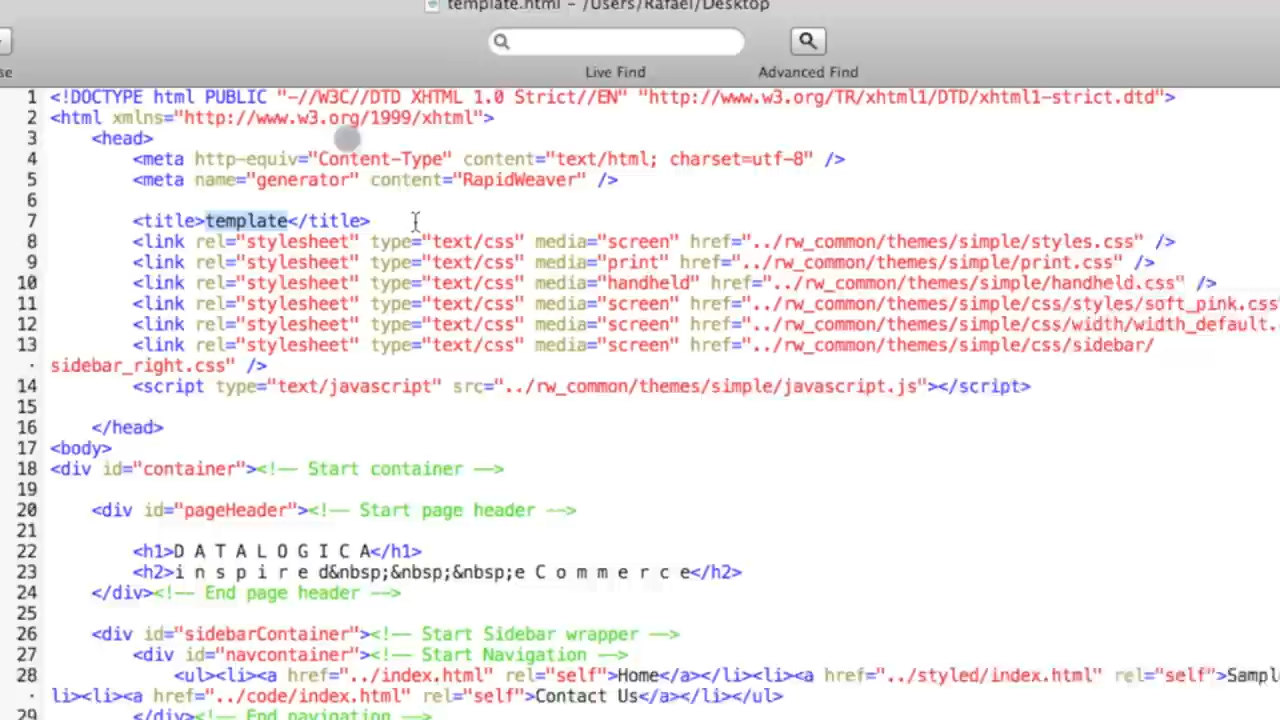 template.html - /Users/Rafael/Desktop
se
Live Find
Advanced Find
1 <!DOCTYPE html PUBLIC "-//W3C//DTD XHTML 1.0 Strict//EN" "http://www.w3.org/TR/xhtml1/DTD/xhtml1-strict.dtd">
2 <html xmlns="http://www.w3.org/1999/xhtml">
3 <head>
4 <meta http-equiv="Content-Type" content="text/html; charset=utf-8" />
5 <meta name="generator" content="RapidWeaver" />
6
7 <title>template</title>
8 <link rel="stylesheet" type="text/css" media="screen" href="../rw_common/themes/simple/styles.css" />
9 <link rel="stylesheet" type="text/css" media="print" href="../rw_common/themes/simple/print.css" />
10 <link rel="stylesheet" type="text/css" media="handheld" href="../rw_common/themes/simple/handheld.css" />
11 <link rel="stylesheet" type="text/css" media="screen" href="../rw_common/themes/simple/css/styles/soft_pink.css
12 <link rel="stylesheet" type="text/css" media="screen" href="../rw_common/themes/simple/css/width/width_default.
13 <link rel="stylesheet" type="text/css" media="screen" href="../rw_common/themes/simple/css/sidebar/
· sidebar_right.css" />
14 <script type="text/javascript" src="../rw_common/themes/simple/javascript.js"></script>
15
16 </head>
17 <body>
18 <div id="container"><!-- Start container -->
19
20 <div id="pageHeader"><!-- Start page header -->
21
22 <h1>D A T A L O G I C A</h1>
23 <h2>i n s p i r e d&nbsp;&nbsp;&nbsp;e C o m m e r c e</h2>
24 </div><!-- End page header -->
25
26 <div id="sidebarContainer"><!-- Start Sidebar wrapper -->
27 <div id="navcontainer"><!-- Start Navigation -->
28 <ul><li><a href="../index.html" rel="self">Home</a></li><li><a href="../styled/index.html" rel="self">Sampl
· li><li><a href="../code/index.html" rel="self">Contact Us</a></li></ul>
29 </div><!-- End navigation -->